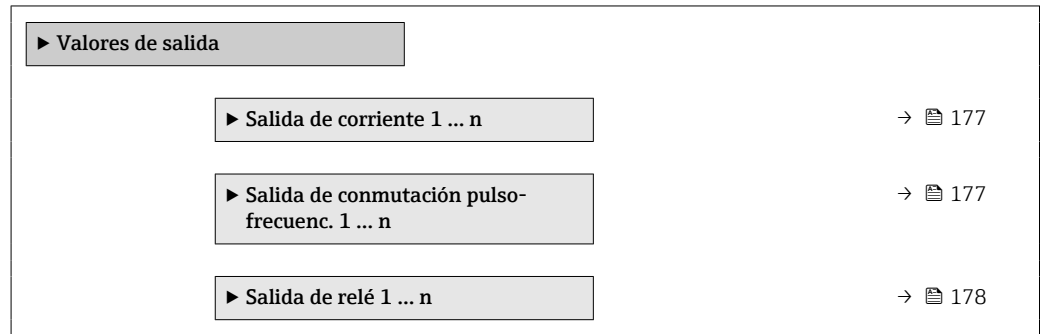 ▶ Valores de salida
▶ Salida de corriente 1 … n → 177
▶ Salida de conmutación pulso-
frecuenc. 1 … n → 177
▶ Salida de relé 1 … n → 178